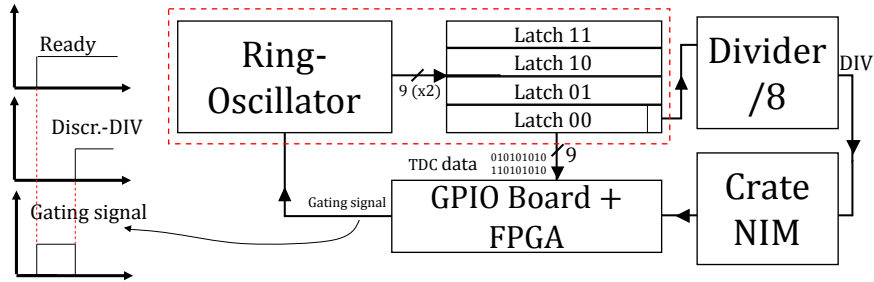 Ready
Discr.-DIV
Gating signal
Ring-
Oscillator
9 (x2)
Latch 11
Latch 10
Latch 01
Latch 00
Divider
/8
DIV
TDC data
010101010
110101010
9
Gating signal
GPIO Board +
FPGA
Crate
NIM